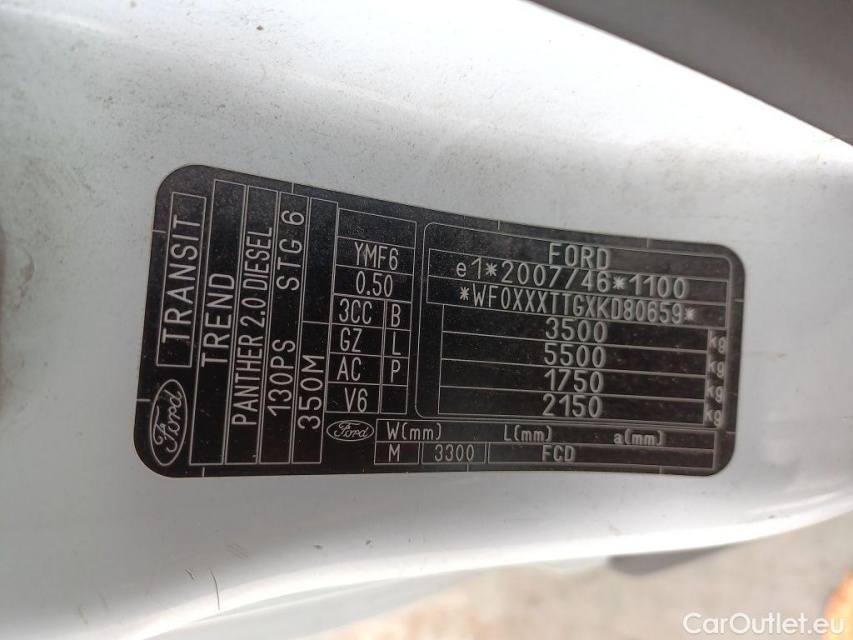 TRANSIT
TREND
PANTHER 2.0 DIESEL
130PS STG 6
350M
Ford
YMF6
0.50
3CC B
GZ L
AC P
V6
Ford
FORD
e1*2007/46*1100
*WF0XXXTTGXKD80659*
3500 kg
5500 kg
1750 kg
2150 kg
W(mm) L(mm) a(mm)
M 3300 FCD
CarOutlet.eu